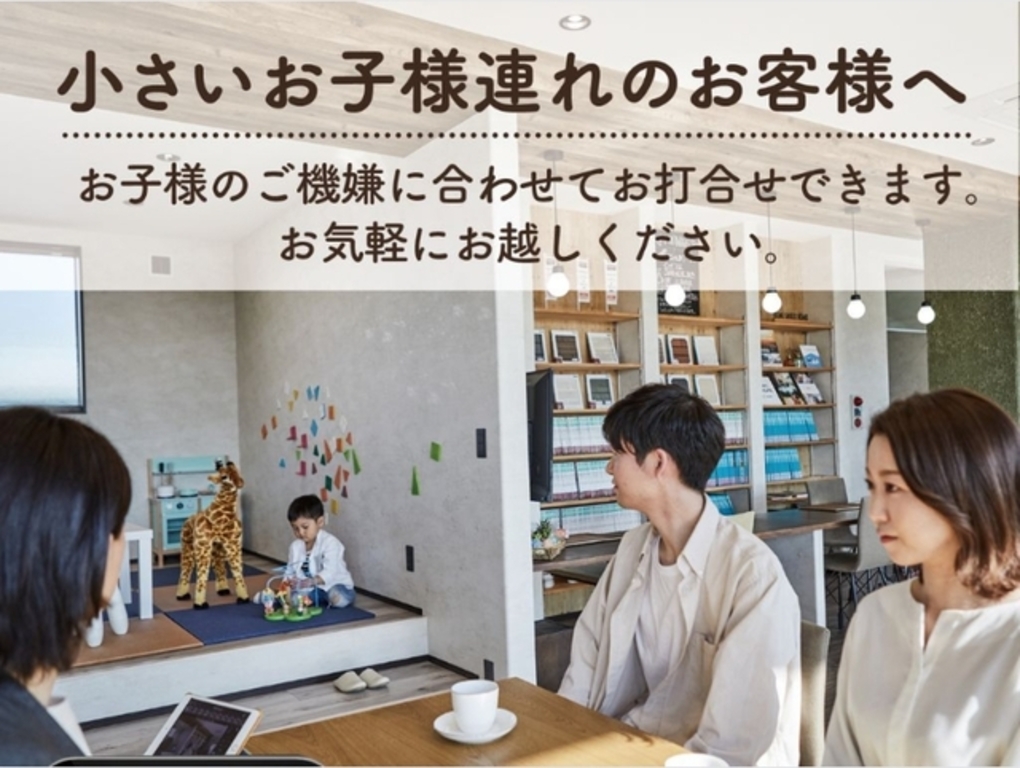 小さいお子様連れのお客様へ
お子様のご機嫌に合わせてお打合せできます。
お気軽にお越しください。